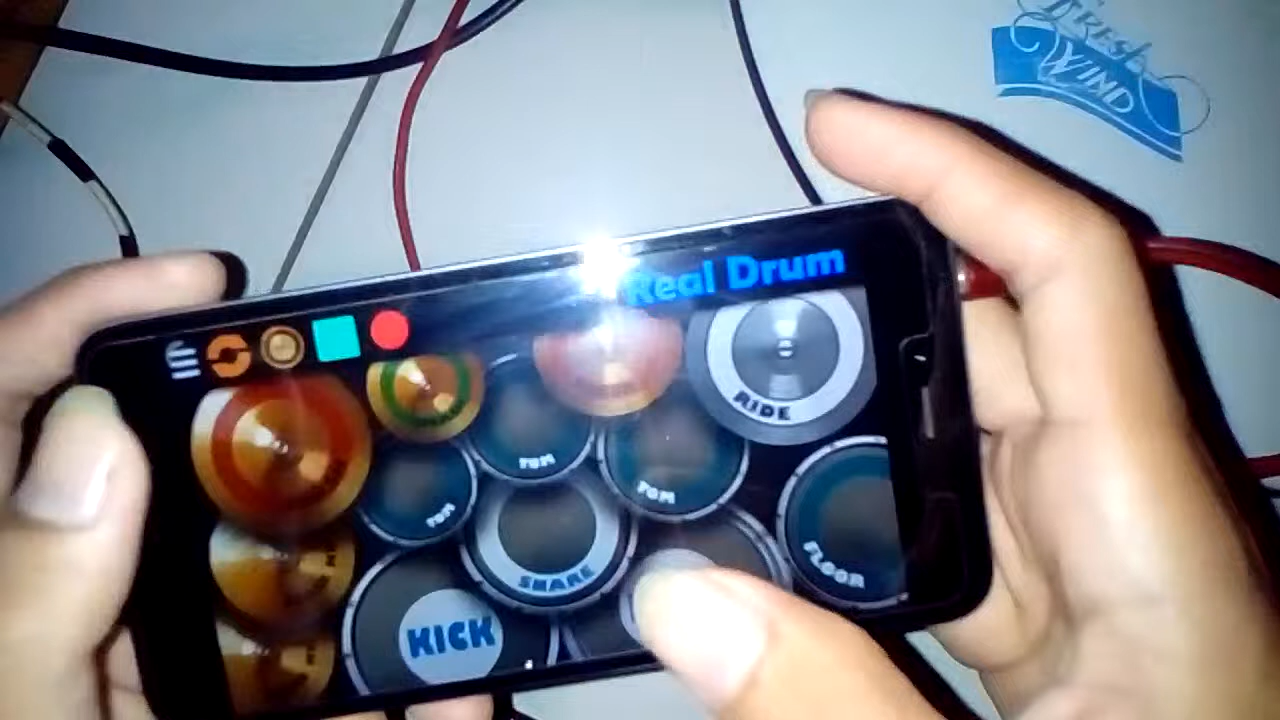 FRESH
WIND
Real Drum
RIDE
TOM
TOM
TOM
SNARE
FLOOR
KICK